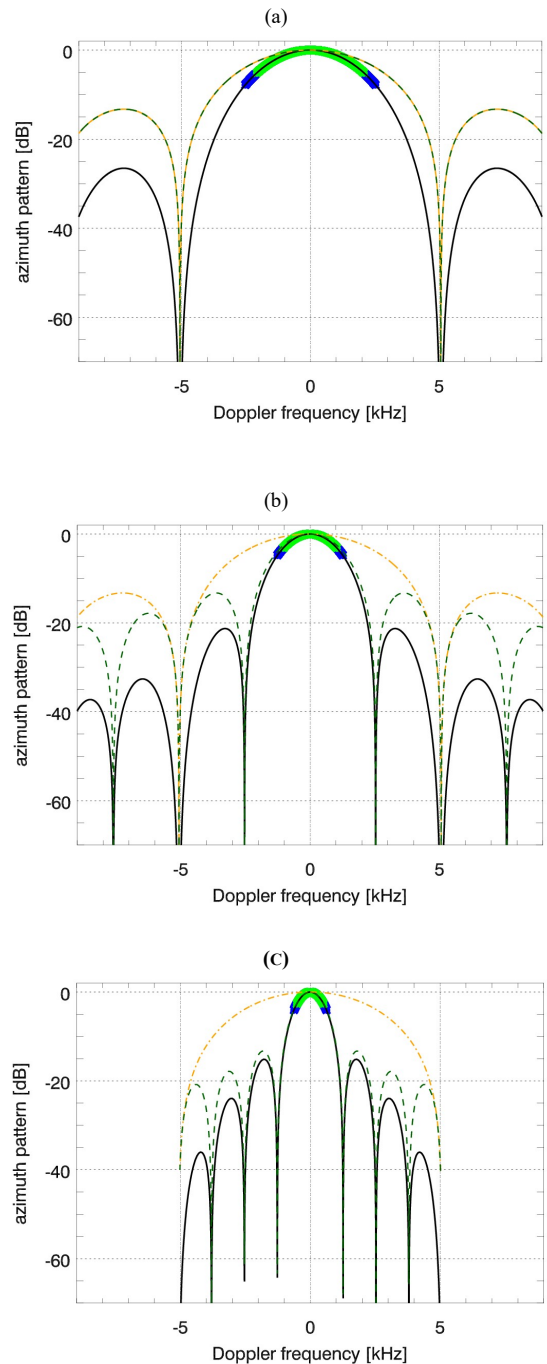 (a)
0
-20
-40
-60
azimuth pattern [dB]
-5 0 5
Doppler frequency [kHz]
(b)
0
-20
-40
-60
azimuth pattern [dB]
-5 0 5
Doppler frequency [kHz]
(C)
0
-20
-40
-60
azimuth pattern [dB]
-5 0 5
Doppler frequency [kHz]